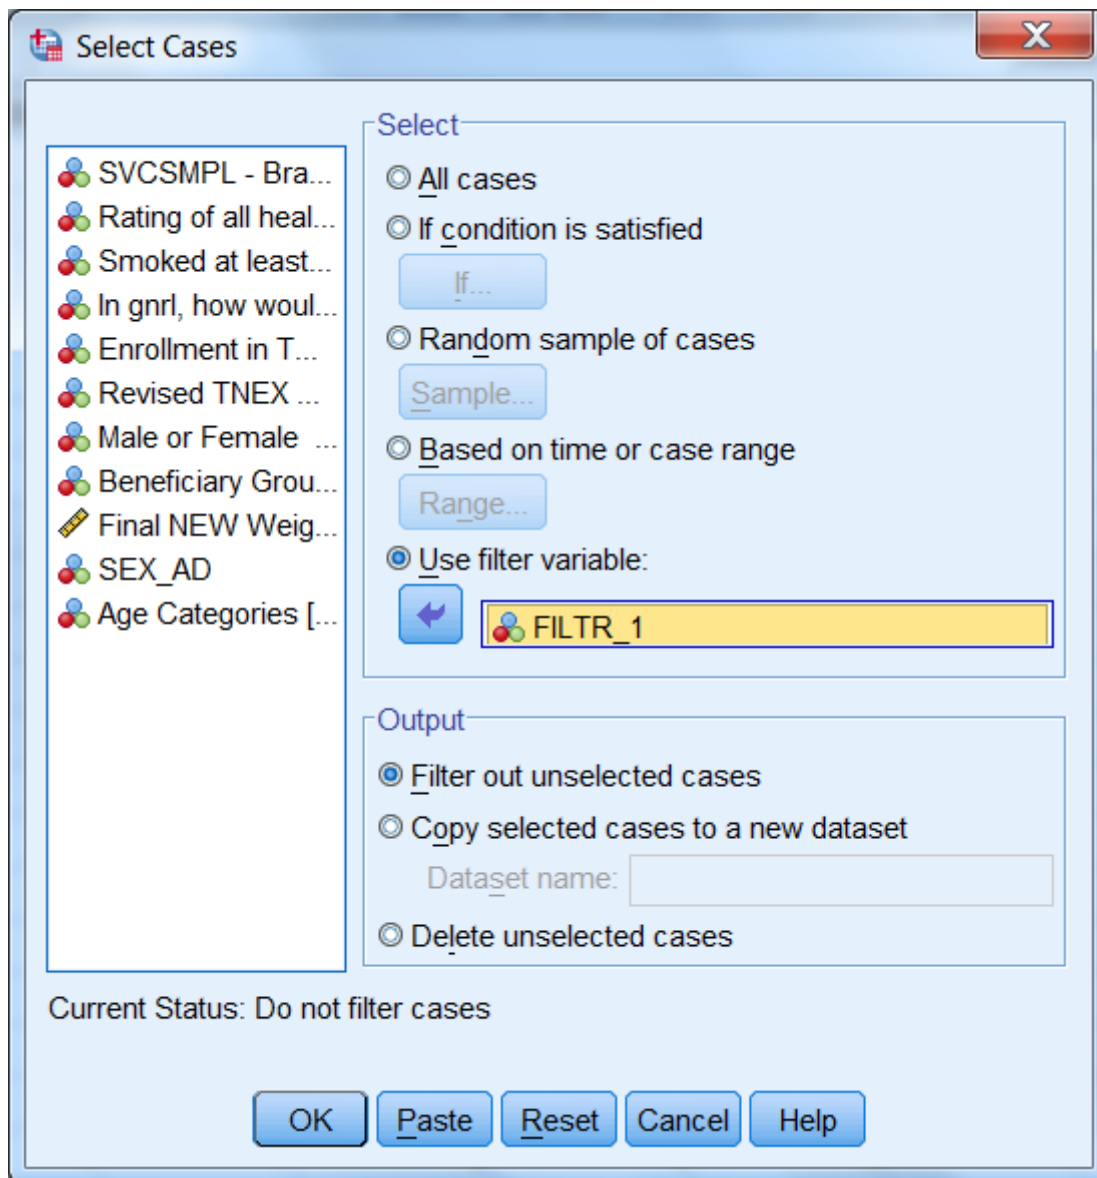 Select Cases
SVCSMPL - Bra...
Rating of all heal...
Smoked at least...
In gnrl, how woul...
Enrollment in T...
Revised TNEX ...
Male or Female ...
Beneficiary Grou...
Final NEW Weig...
SEX_AD
Age Categories [...
Select
All cases
If condition is satisfied
If...
Random sample of cases
Sample...
Based on time or case range
Range...
Use filter variable:
FILTR_1
Output
Filter out unselected cases
Copy selected cases to a new dataset
Dataset name:
Delete unselected cases
Current Status: Do not filter cases
OK Paste Reset Cancel Help